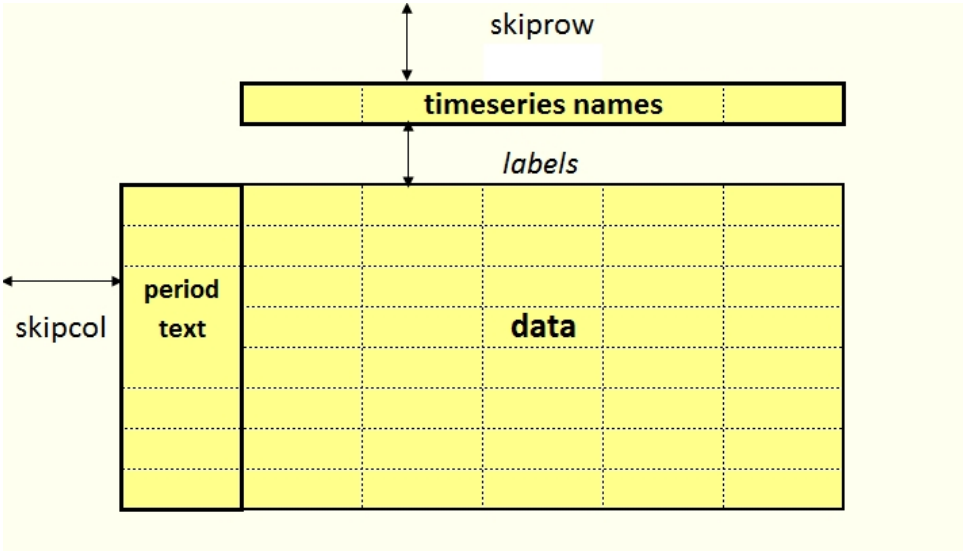 skiprow
timeseries names
labels
period
text
skipcol
data